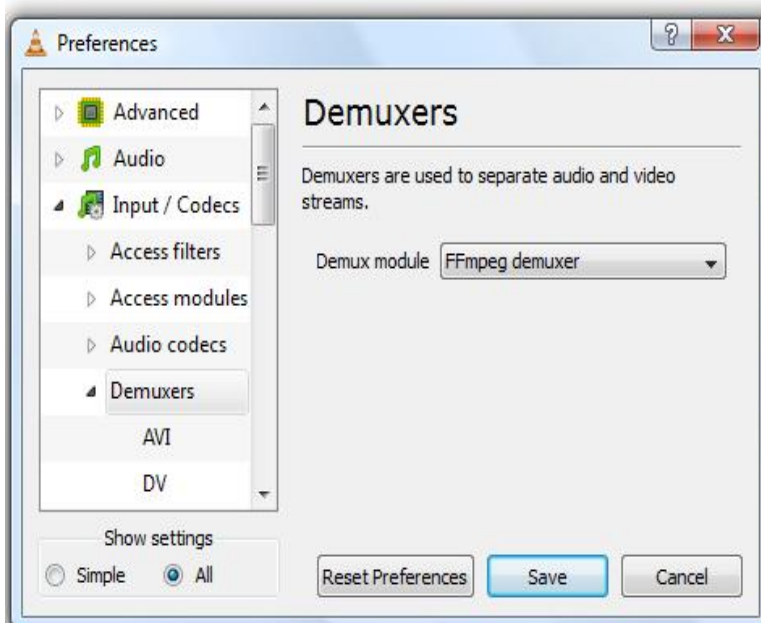 Preferences
Advanced
Audio
Input / Codecs
Access filters
Access modules
Audio codecs
Demuxers
AVI
DV
Show settings
Simple
All
Demuxers
Demuxers are used to separate audio and video
streams.
Demux module FFmpeg demuxer
Reset Preferences
Save
Cancel